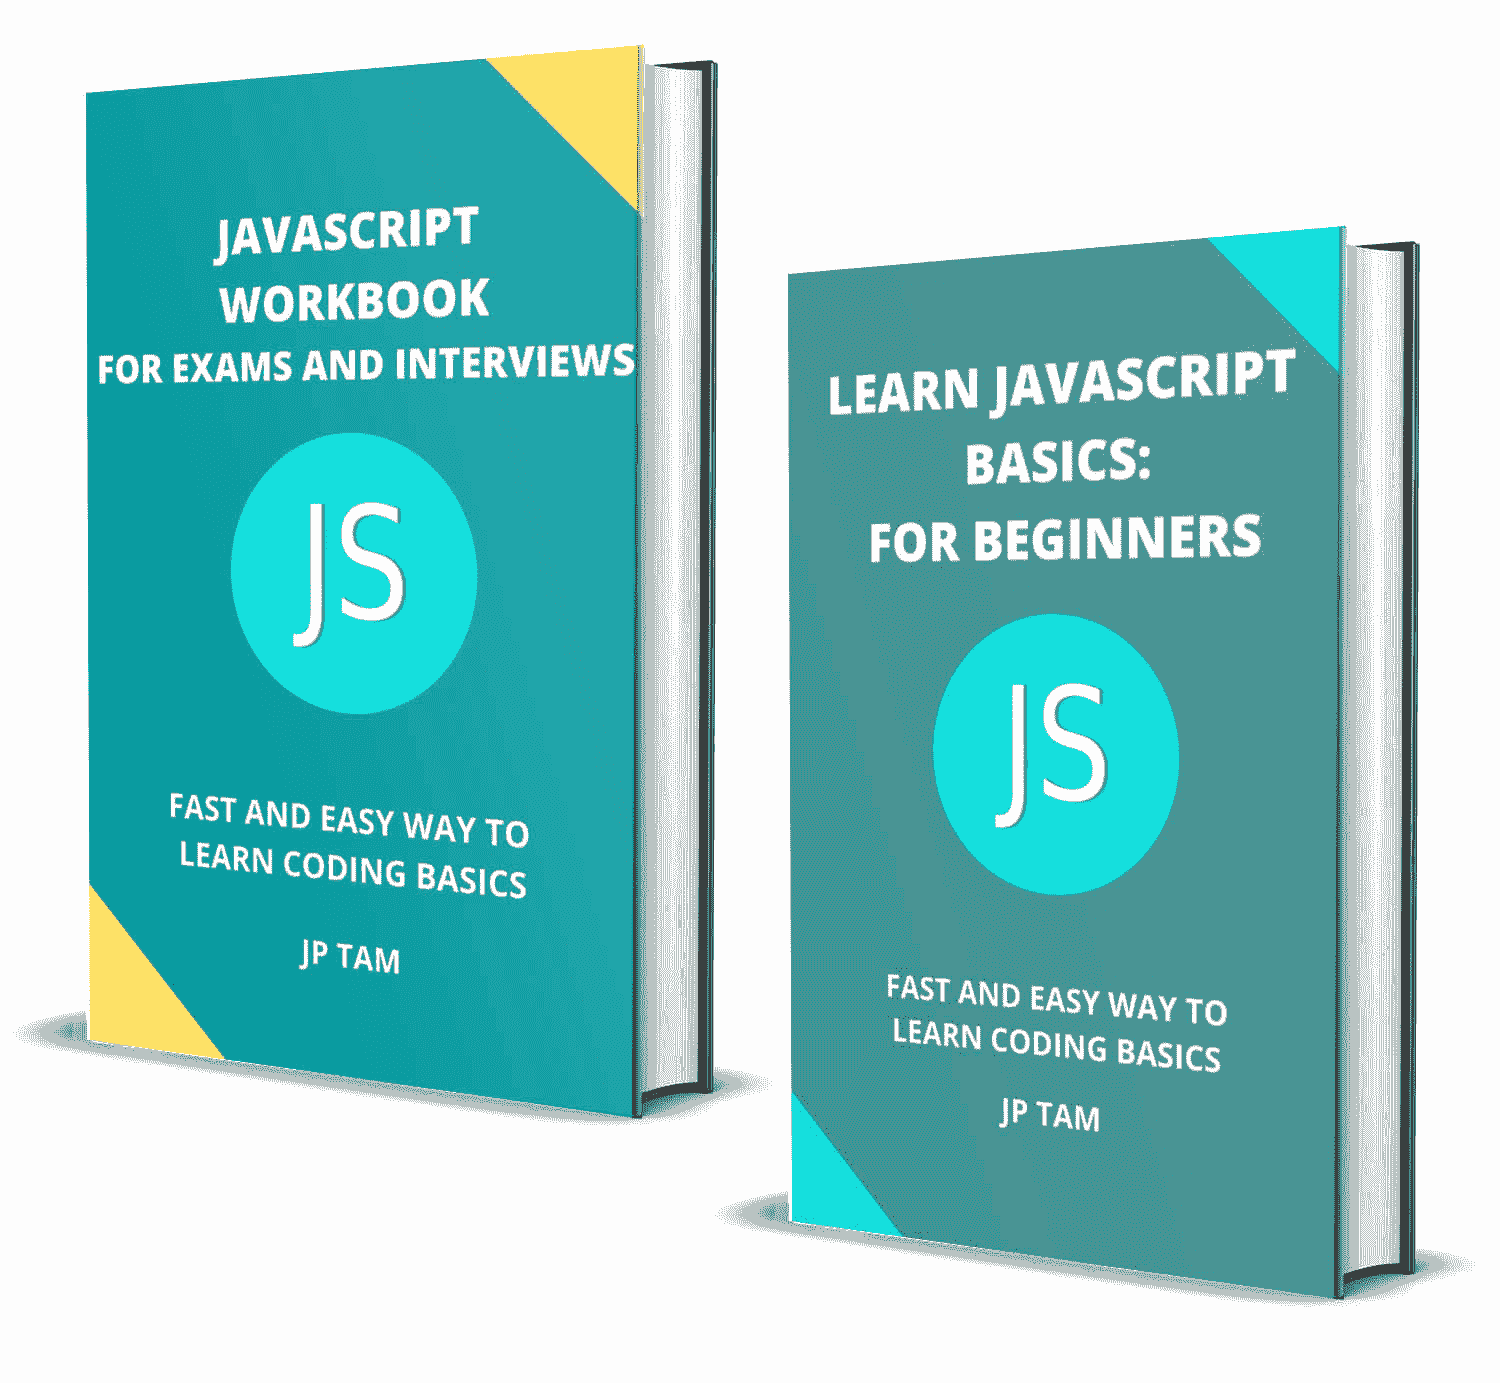 JAVASCRIPT
WORKBOOK
FOR EXAMS AND INTERVIEWS
JS
FAST AND EASY WAY TO
LEARN CODING BASICS
JP TAM
LEARN JAVASCRIPT
BASICS:
FOR BEGINNERS
JS
FAST AND EASY WAY TO
LEARN CODING BASICS
JP TAM